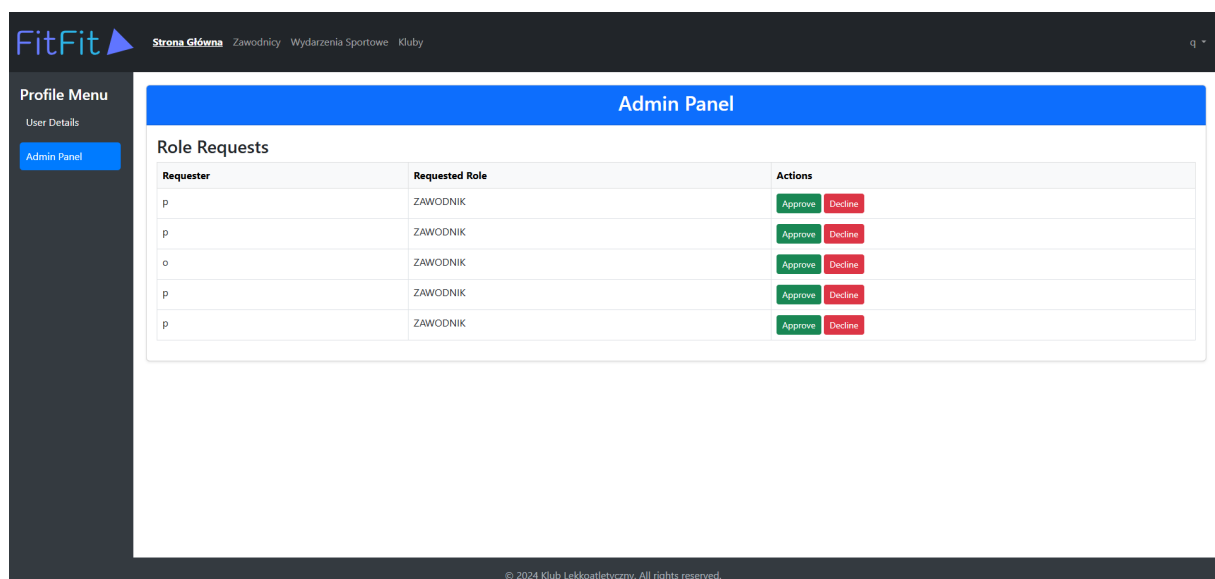 FitFit
Strona Główna Zawodnicy Wydarzenia Sportowe Kluby q
Profile Menu
User Details
Admin Panel
Admin Panel
Role Requests
Requester Requested Role Actions
p ZAWODNIK Approve Decline
p ZAWODNIK Approve Decline
o ZAWODNIK Approve Decline
p ZAWODNIK Approve Decline
p ZAWODNIK Approve Decline
© 2024 Klub Lekkoatletyczny. All rights reserved.